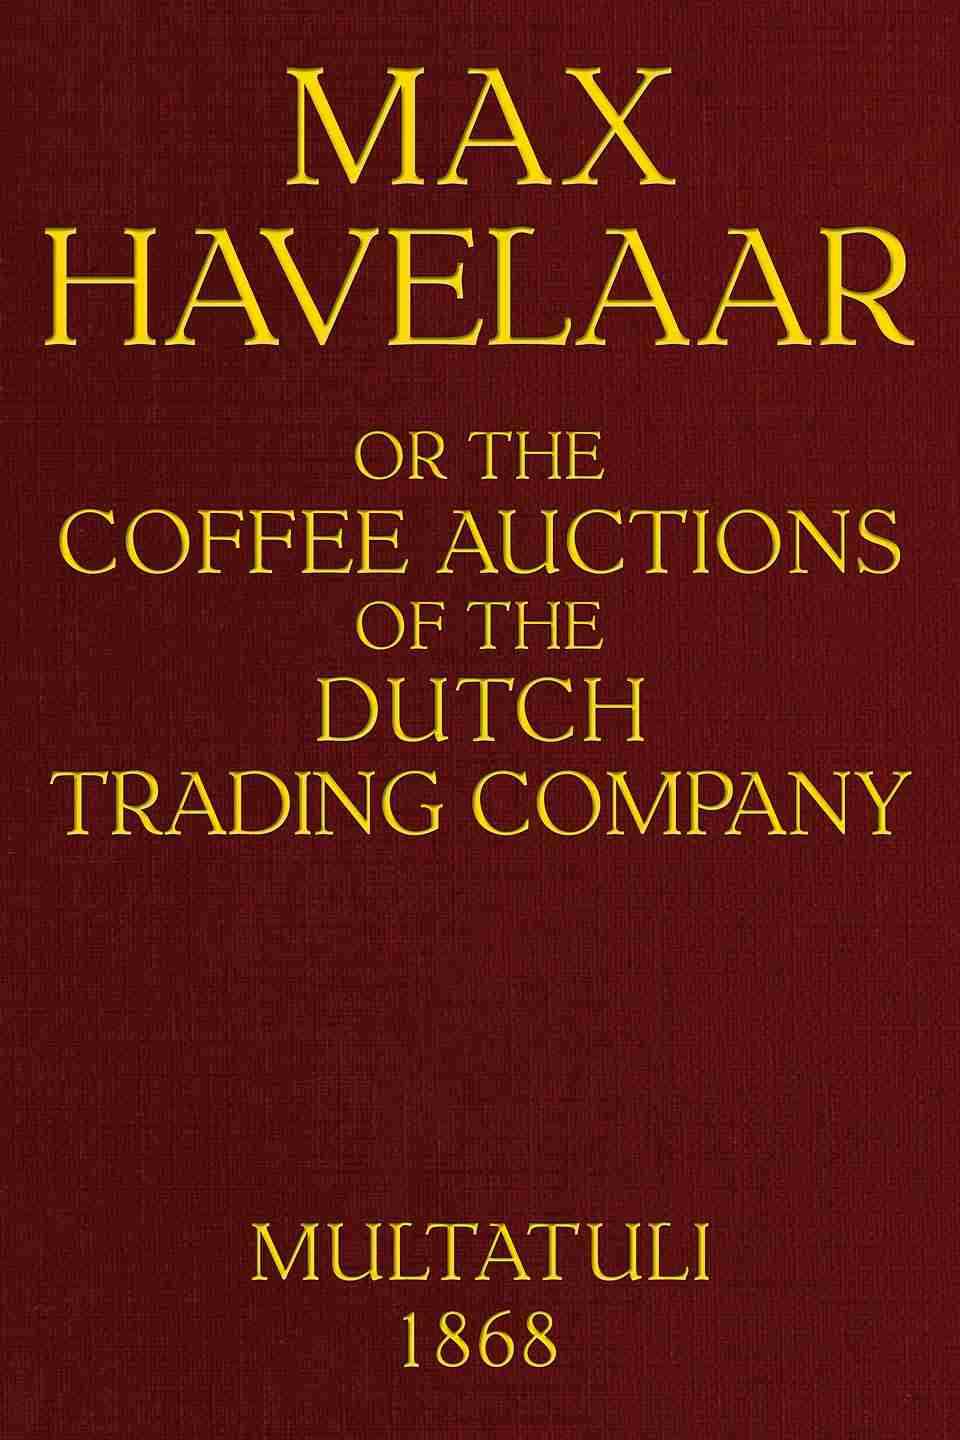 MAX
HAVELAAR
OR THE
COFFEE AUCTIONS
OF THE
DUTCH
TRADING COMPANY
MULTATULI
1868